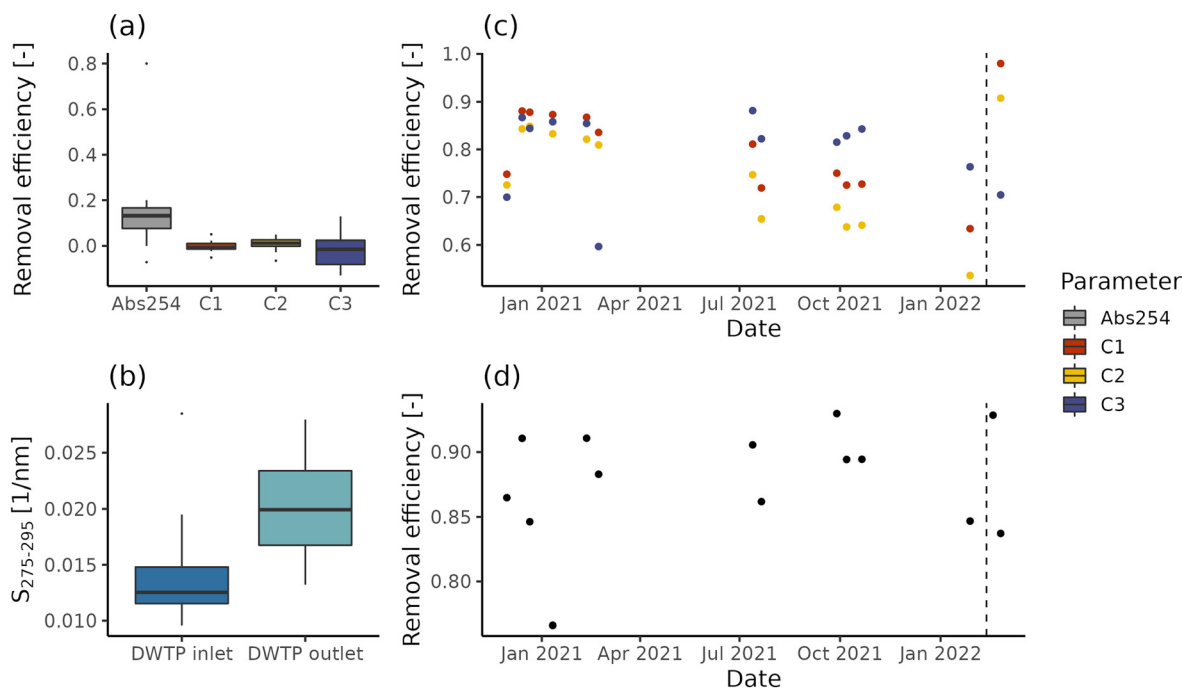 (a)
Removal efficiency [-]
0.8
0.6
0.4
0.2
0.0
Abs254 C1 C2 C3
(c)
Removal efficiency [-]
1.0
0.9
0.8
0.7
0.6
Jan 2021 Apr 2021 Jul 2021 Oct 2021 Jan 2022
Date
Parameter
Abs254
C1
C2
C3
(b)
S275-295 [1/nm]
0.025
0.020
0.015
0.010
DWTP inlet DWTP outlet
(d)
Removal efficiency [-]
0.90
0.85
0.80
Jan 2021 Apr 2021 Jul 2021 Oct 2021 Jan 2022
Date